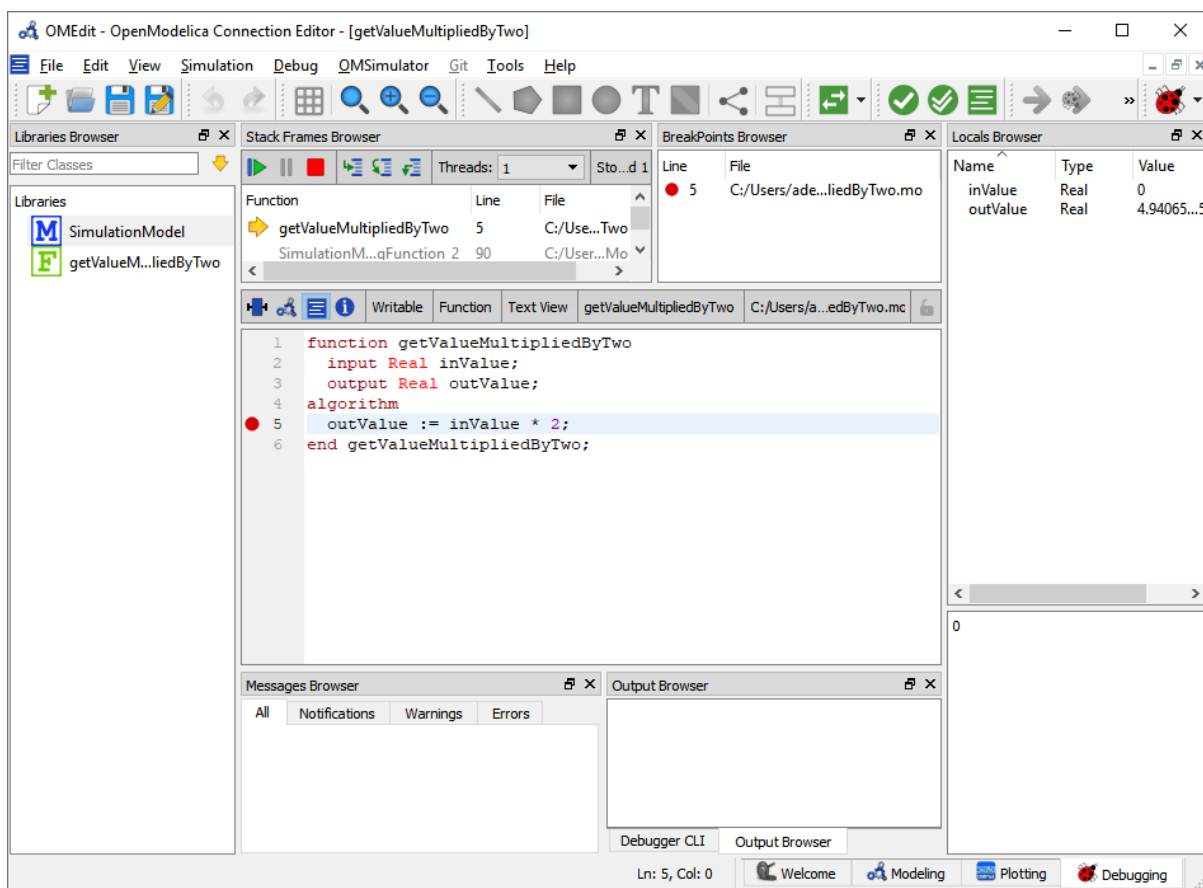 OMEdit - OpenModelica Connection Editor - [getValueMultipliedByTwo]
File Edit View Simulation Debug OMSimulator Git Tools Help
T »
Libraries Browser
Filter Classes
Libraries
M SimulationModel
F getValueM...liedByTwo
Stack Frames Browser
Threads: 1 Sto...d 1
Function Line File
getValueMultipliedByTwo 5 C:/Use...Two
SimulationM...qFunction_2 90 C:/User...Mo
BreakPoints Browser
Line File
5 C:/Users/ade...liedByTwo.mo
Locals Browser
Name Type Value
inValue Real 0
outValue Real 4.94065...5
0
Writable Function Text View getValueMultipliedByTwo C:/Users/a...edByTwo.mo
1 function getValueMultipliedByTwo
2 input Real inValue;
3 output Real outValue;
4 algorithm
5 outValue := inValue * 2;
6 end getValueMultipliedByTwo;
Messages Browser
All Notifications Warnings Errors
Output Browser
Debugger CLI Output Browser
Ln: 5, Col: 0 Welcome Modeling Plotting Debugging